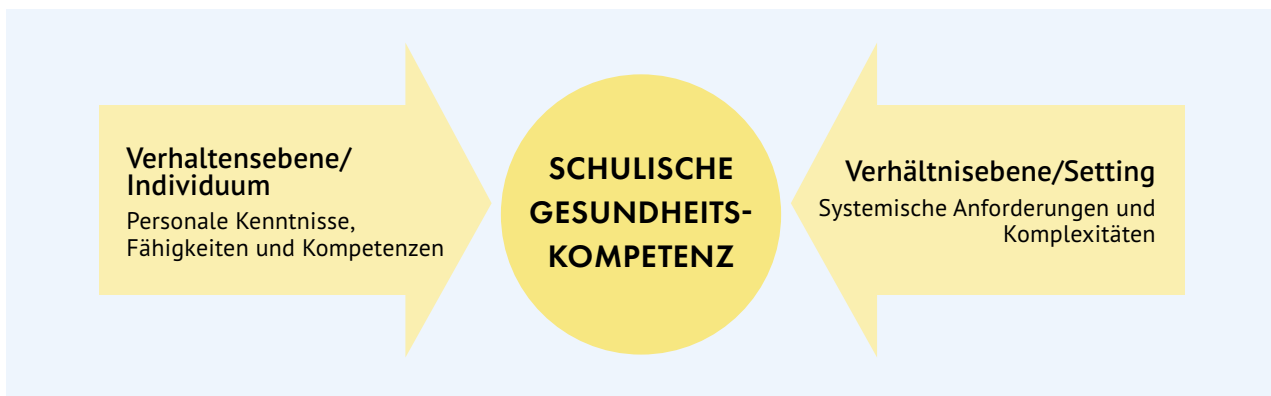 Verhaltensebene/
Individuum
Personale Kenntnisse,
Fähigkeiten und Kompetenzen
SCHULISCHE
GESUNDHEITS-
KOMPETENZ
Verhältnisebene/Setting
Systemische Anforderungen und
Komplexitäten